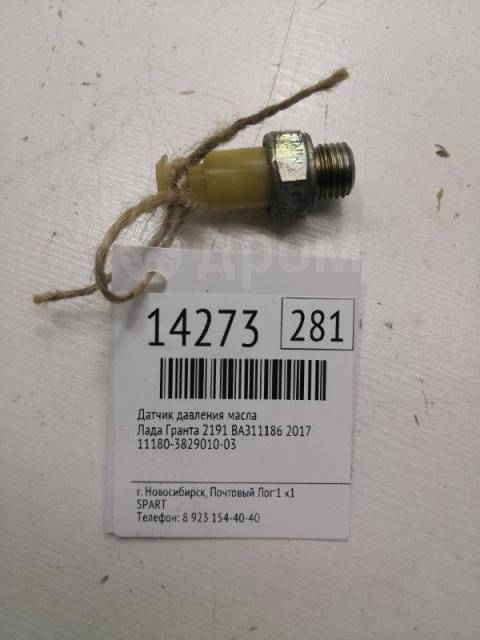 дром
14273 281
Датчик давления масла
Лада Гранта 2191 ВАЗ11186 2017
11180-3829010-03
г. Новосибирск, Почтовый Лог 1 к1
SPART
Телефон: 8 923 154-40-40